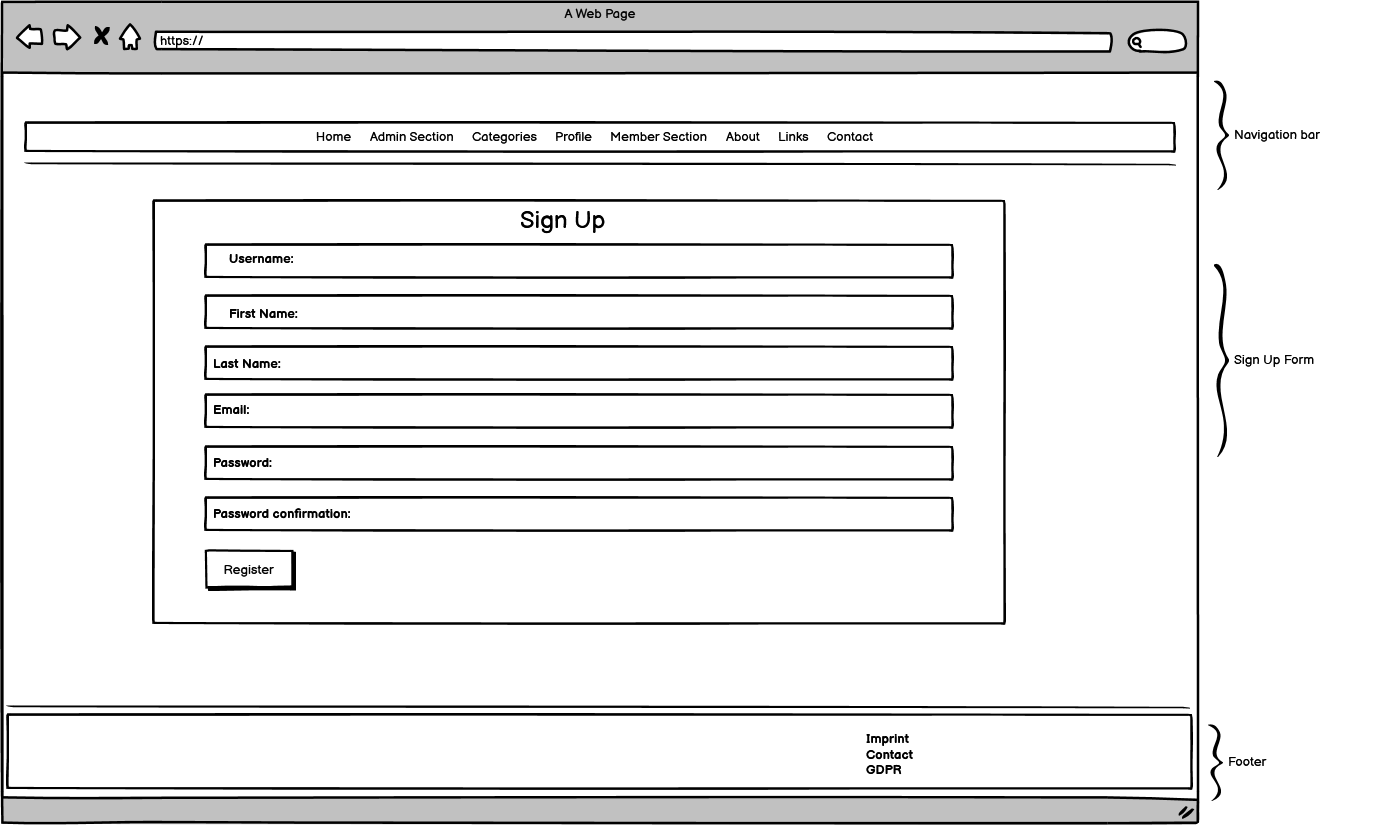 A Web Page
https://
Home Admin Section Categories Profile Member Section About Links Contact
Navigation bar
Sign Up
Username:
First Name:
Last Name:
Email:
Password:
Password confirmation:
Register
Sign Up Form
Imprint
Contact
GDPR
Footer